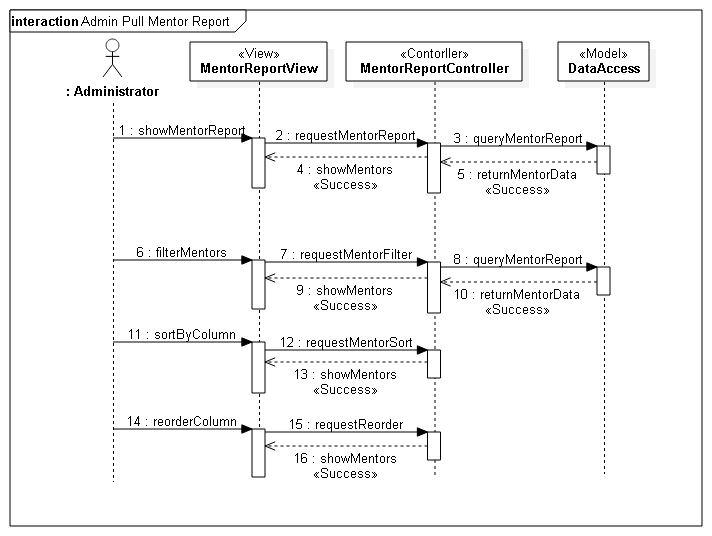 interaction Admin Pull Mentor Report
«View»
MentorReportView
«Contorller»
MentorReportController
«Model»
DataAccess
: Administrator
1 : showMentorReport
2 : requestMentorReport
3 : queryMentorReport
4 : showMentors
«Success»
5 : returnMentorData
«Success»
6 : filterMentors
7 : requestMentorFilter
8 : queryMentorReport
9 : showMentors
«Success»
10 : returnMentorData
«Success»
11 : sortByColumn
12 : requestMentorSort
13 : showMentors
«Success»
14 : reorderColumn
15 : requestReorder
16 : showMentors
«Success»